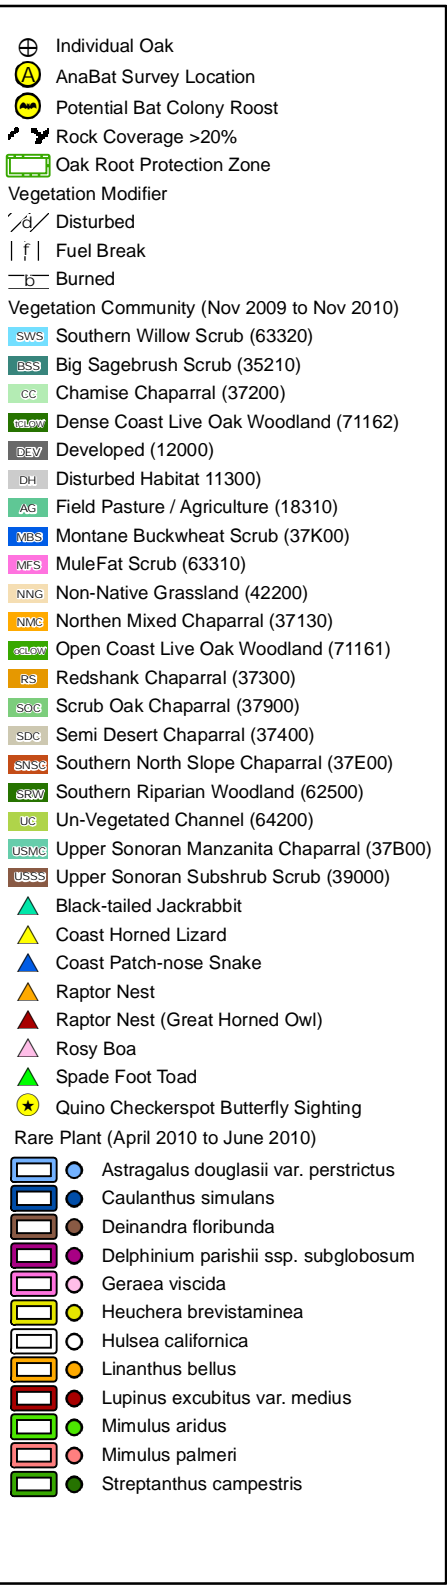 Individual Oak
A AnaBat Survey Location
Potential Bat Colony Roost
Rock Coverage >20%
Oak Root Protection Zone
Vegetation Modifier
d Disturbed
f Fuel Break
b Burned
Vegetation Community (Nov 2009 to Nov 2010)
SWS Southern Willow Scrub (63320)
BSS Big Sagebrush Scrub (35210)
CC Chamise Chaparral (37200)
Dense Coast Live Oak Woodland (71162)
DEV Developed (12000)
DH Disturbed Habitat 11300)
AG Field Pasture / Agriculture (18310)
MBS Montane Buckwheat Scrub (37K00)
MFS MuleFat Scrub (63310)
NNG Non-Native Grassland (42200)
NMC Northen Mixed Chaparral (37130)
Open Coast Live Oak Woodland (71161)
RS Redshank Chaparral (37300)
SOC Scrub Oak Chaparral (37900)
SDC Semi Desert Chaparral (37400)
SNSC Southern North Slope Chaparral (37E00)
SRW Southern Riparian Woodland (62500)
UC Un-Vegetated Channel (64200)
USMC Upper Sonoran Manzanita Chaparral (37B00)
USSS Upper Sonoran Subshrub Scrub (39000)
Black-tailed Jackrabbit
Coast Horned Lizard
Coast Patch-nose Snake
Raptor Nest
Raptor Nest (Great Horned Owl)
Rosy Boa
Spade Foot Toad
Quino Checkerspot Butterfly Sighting
Rare Plant (April 2010 to June 2010)
Astragalus douglasii var. perstrictus
Caulanthus simulans
Deinandra floribunda
Delphinium parishii ssp. subglobosum
Geraea viscida
Heuchera brevistaminea
Hulsea californica
Linanthus bellus
Lupinus excubitus var. medius
Mimulus aridus
Mimulus palmeri
Streptanthus campestris